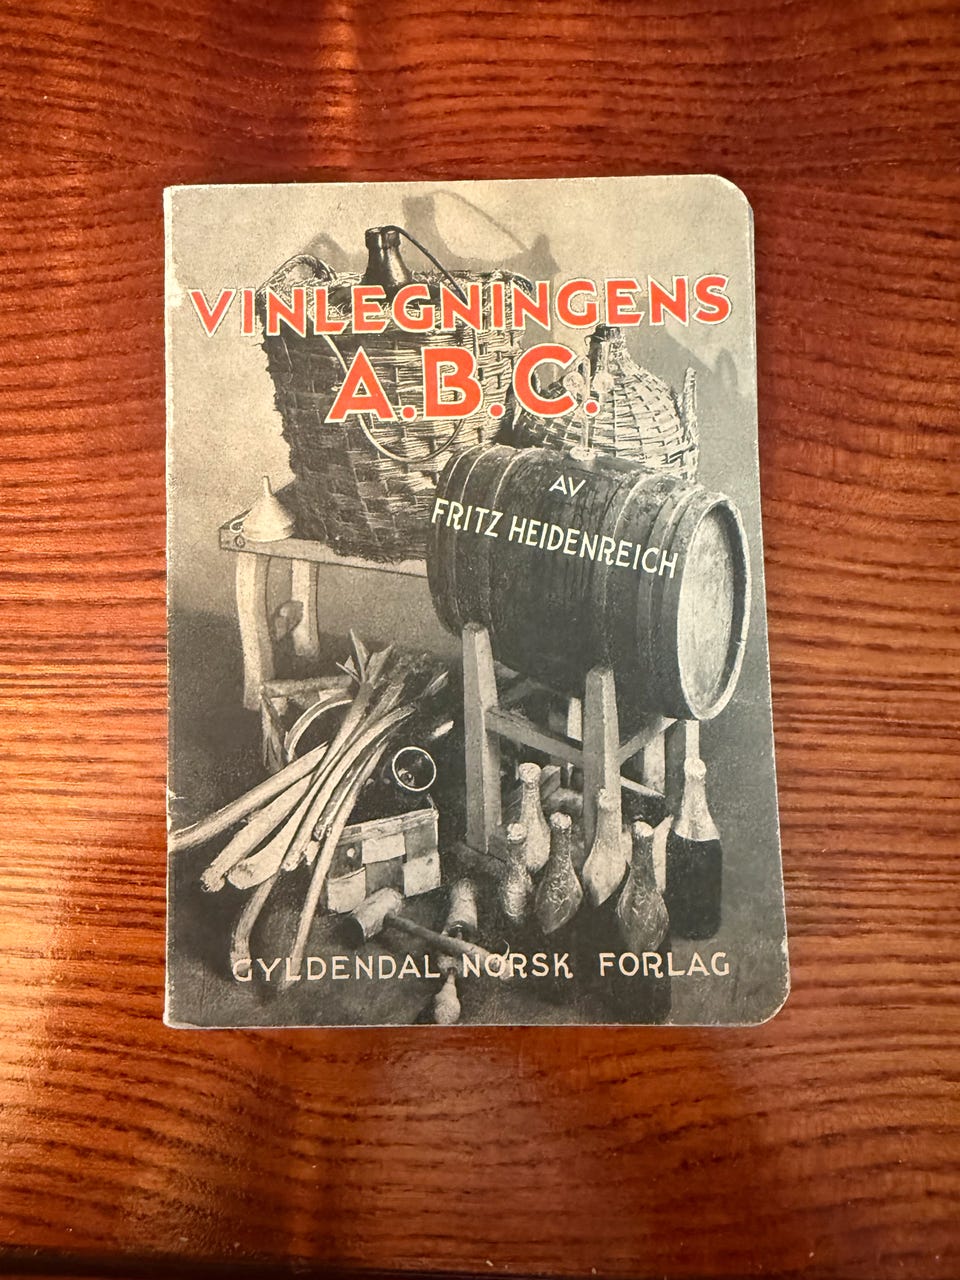 VINLEGNINGENS
A.B.C.
AV
FRITZ HEIDENREICH
GYLDENDAL NORSK FORLAG